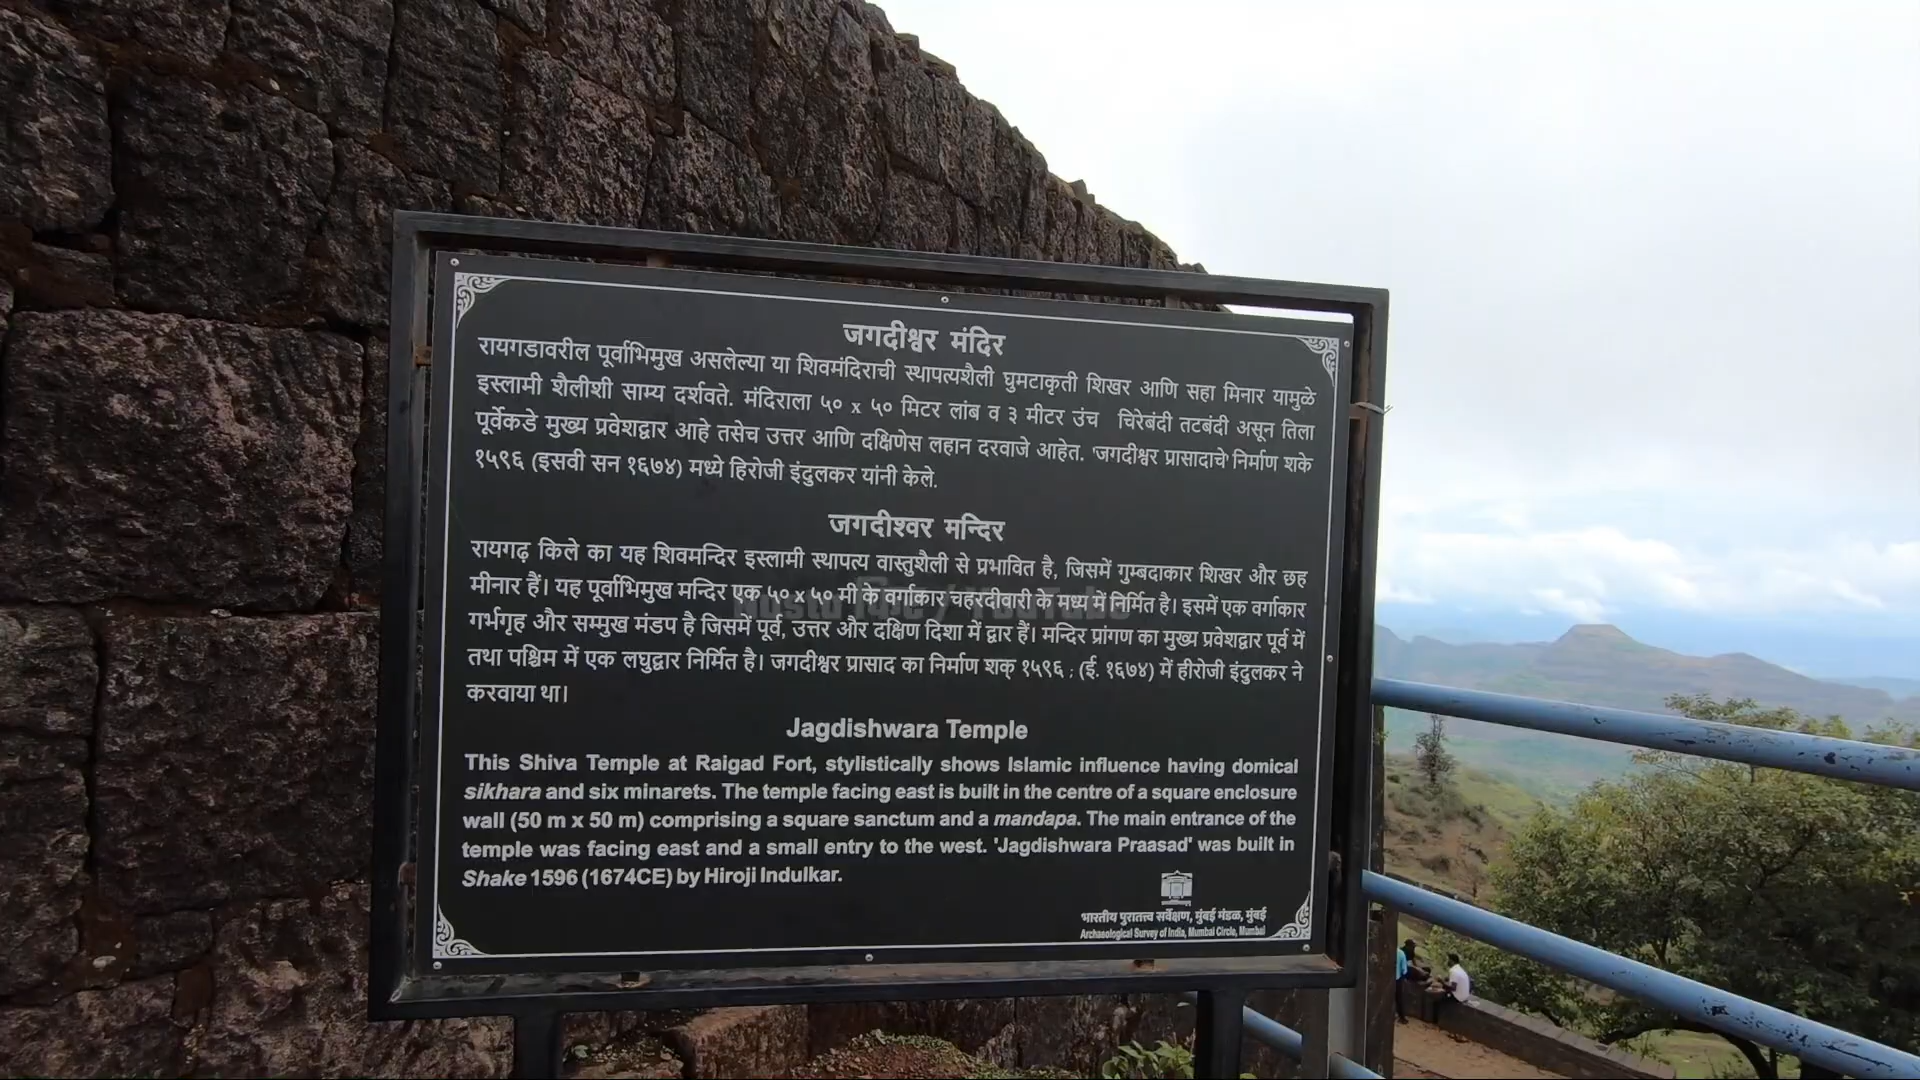 जगदीश्वर मंदिर
रायगडावरील पूर्वाभिमुख असलेल्या या शिवमंदिराची स्थापत्यशैली घुमटाकृती शिखर आणि सहा मिनार यामुळे
इस्लामी शैलीशी साम्य दर्शवते. मंदिराला ५० x ५० मिटर लांब व ३ मीटर उंच चिरेबंदी तटबंदी असून तिला
पूर्वेकडे मुख्य प्रवेशद्वार आहे तसेच उत्तर आणि दक्षिणेस लहान दरवाजे आहेत. 'जगदीश्वर प्रासादाचे' निर्माण शके
१५९६ (इसवी सन १६७४) मध्ये हिरोजी इंदुलकर यांनी केले.
जगदीश्वर मन्दिर
रायगढ़ किले का यह शिवमन्दिर इस्लामी स्थापत्य वास्तुशैली से प्रभावित है, जिसमें गुम्बदाकार शिखर और छह
मीनार हैं। यह पूर्वाभिमुख मन्दिर एक ५० x ५० मी के वर्गाकार चहरदीवारी के मध्य में निर्मित है। इसमें एक वर्गाकार
गर्भगृह और सम्मुख मंडप है जिसमें पूर्व, उत्तर और दक्षिण दिशा में द्वार हैं। मन्दिर प्रांगण का मुख्य प्रवेशद्वार पूर्व में
तथा पश्चिम में एक लघुद्वार निर्मित है। जगदीश्वर प्रासाद का निर्माण शक् १५९६ : (ई. १६७४) में हीरोजी इंदुलकर ने
करवाया था।
Jagdishwara Temple
This Shiva Temple at Raigad Fort, stylistically shows Islamic influence having domical
sikhara and six minarets. The temple facing east is built in the centre of a square enclosure
wall (50 m x 50 m) comprising a square sanctum and a mandapa. The main entrance of the
temple was facing east and a small entry to the west. 'Jagdishwara Praasad' was built in
Shake 1596 (1674CE) by Hiroji Indulkar.
भारतीय पुरातत्त्व सर्वेक्षण, मुंबई मंडळ, मुंबई
Archaeological Survey of India, Mumbai Circle, Mumbai